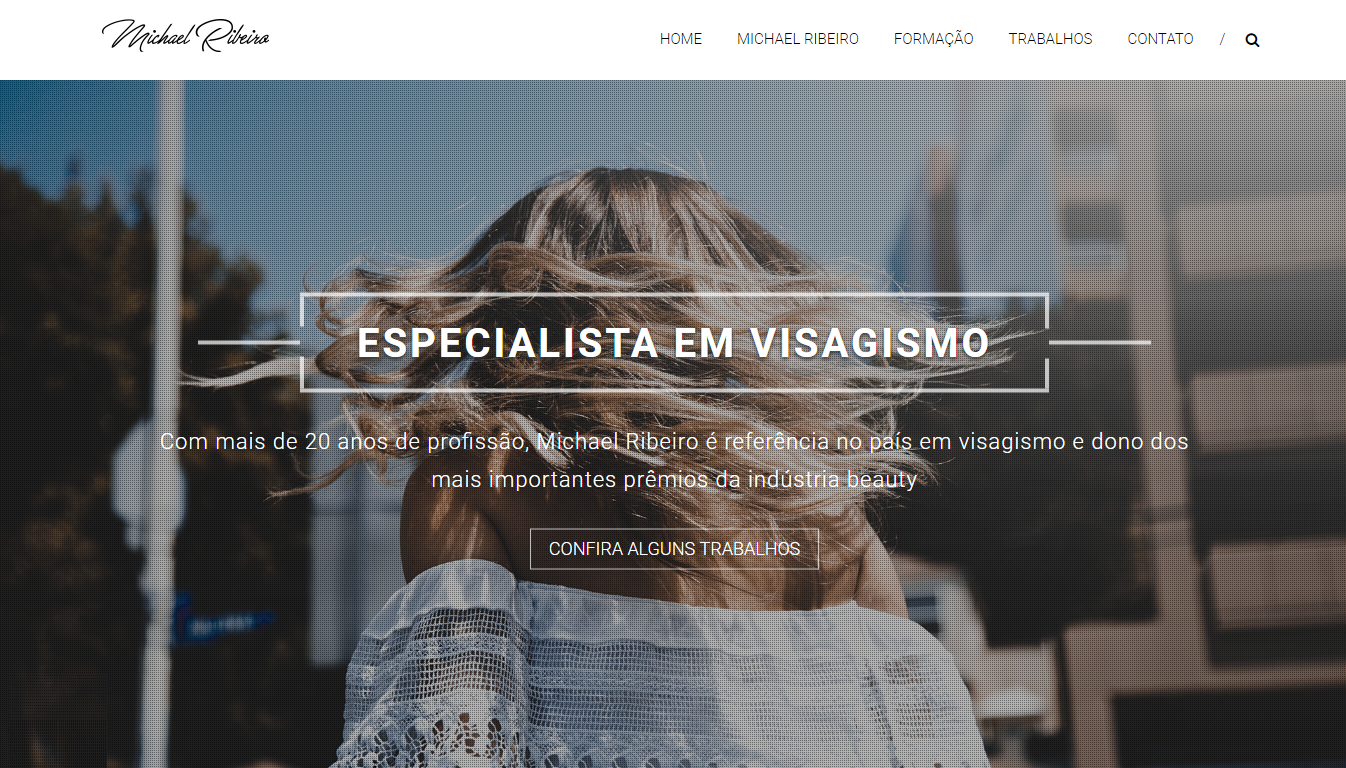 Michael Ribeiro
HOME MICHAEL RIBEIRO FORMAÇÃO TRABALHOS CONTATO /
ESPECIALISTA EM VISAGISMO
Com mais de 20 anos de profissão, Michael Ribeiro é referência no país em visagismo e dono dos
mais importantes prêmios da indústria beauty
CONFIRA ALGUNS TRABALHOS